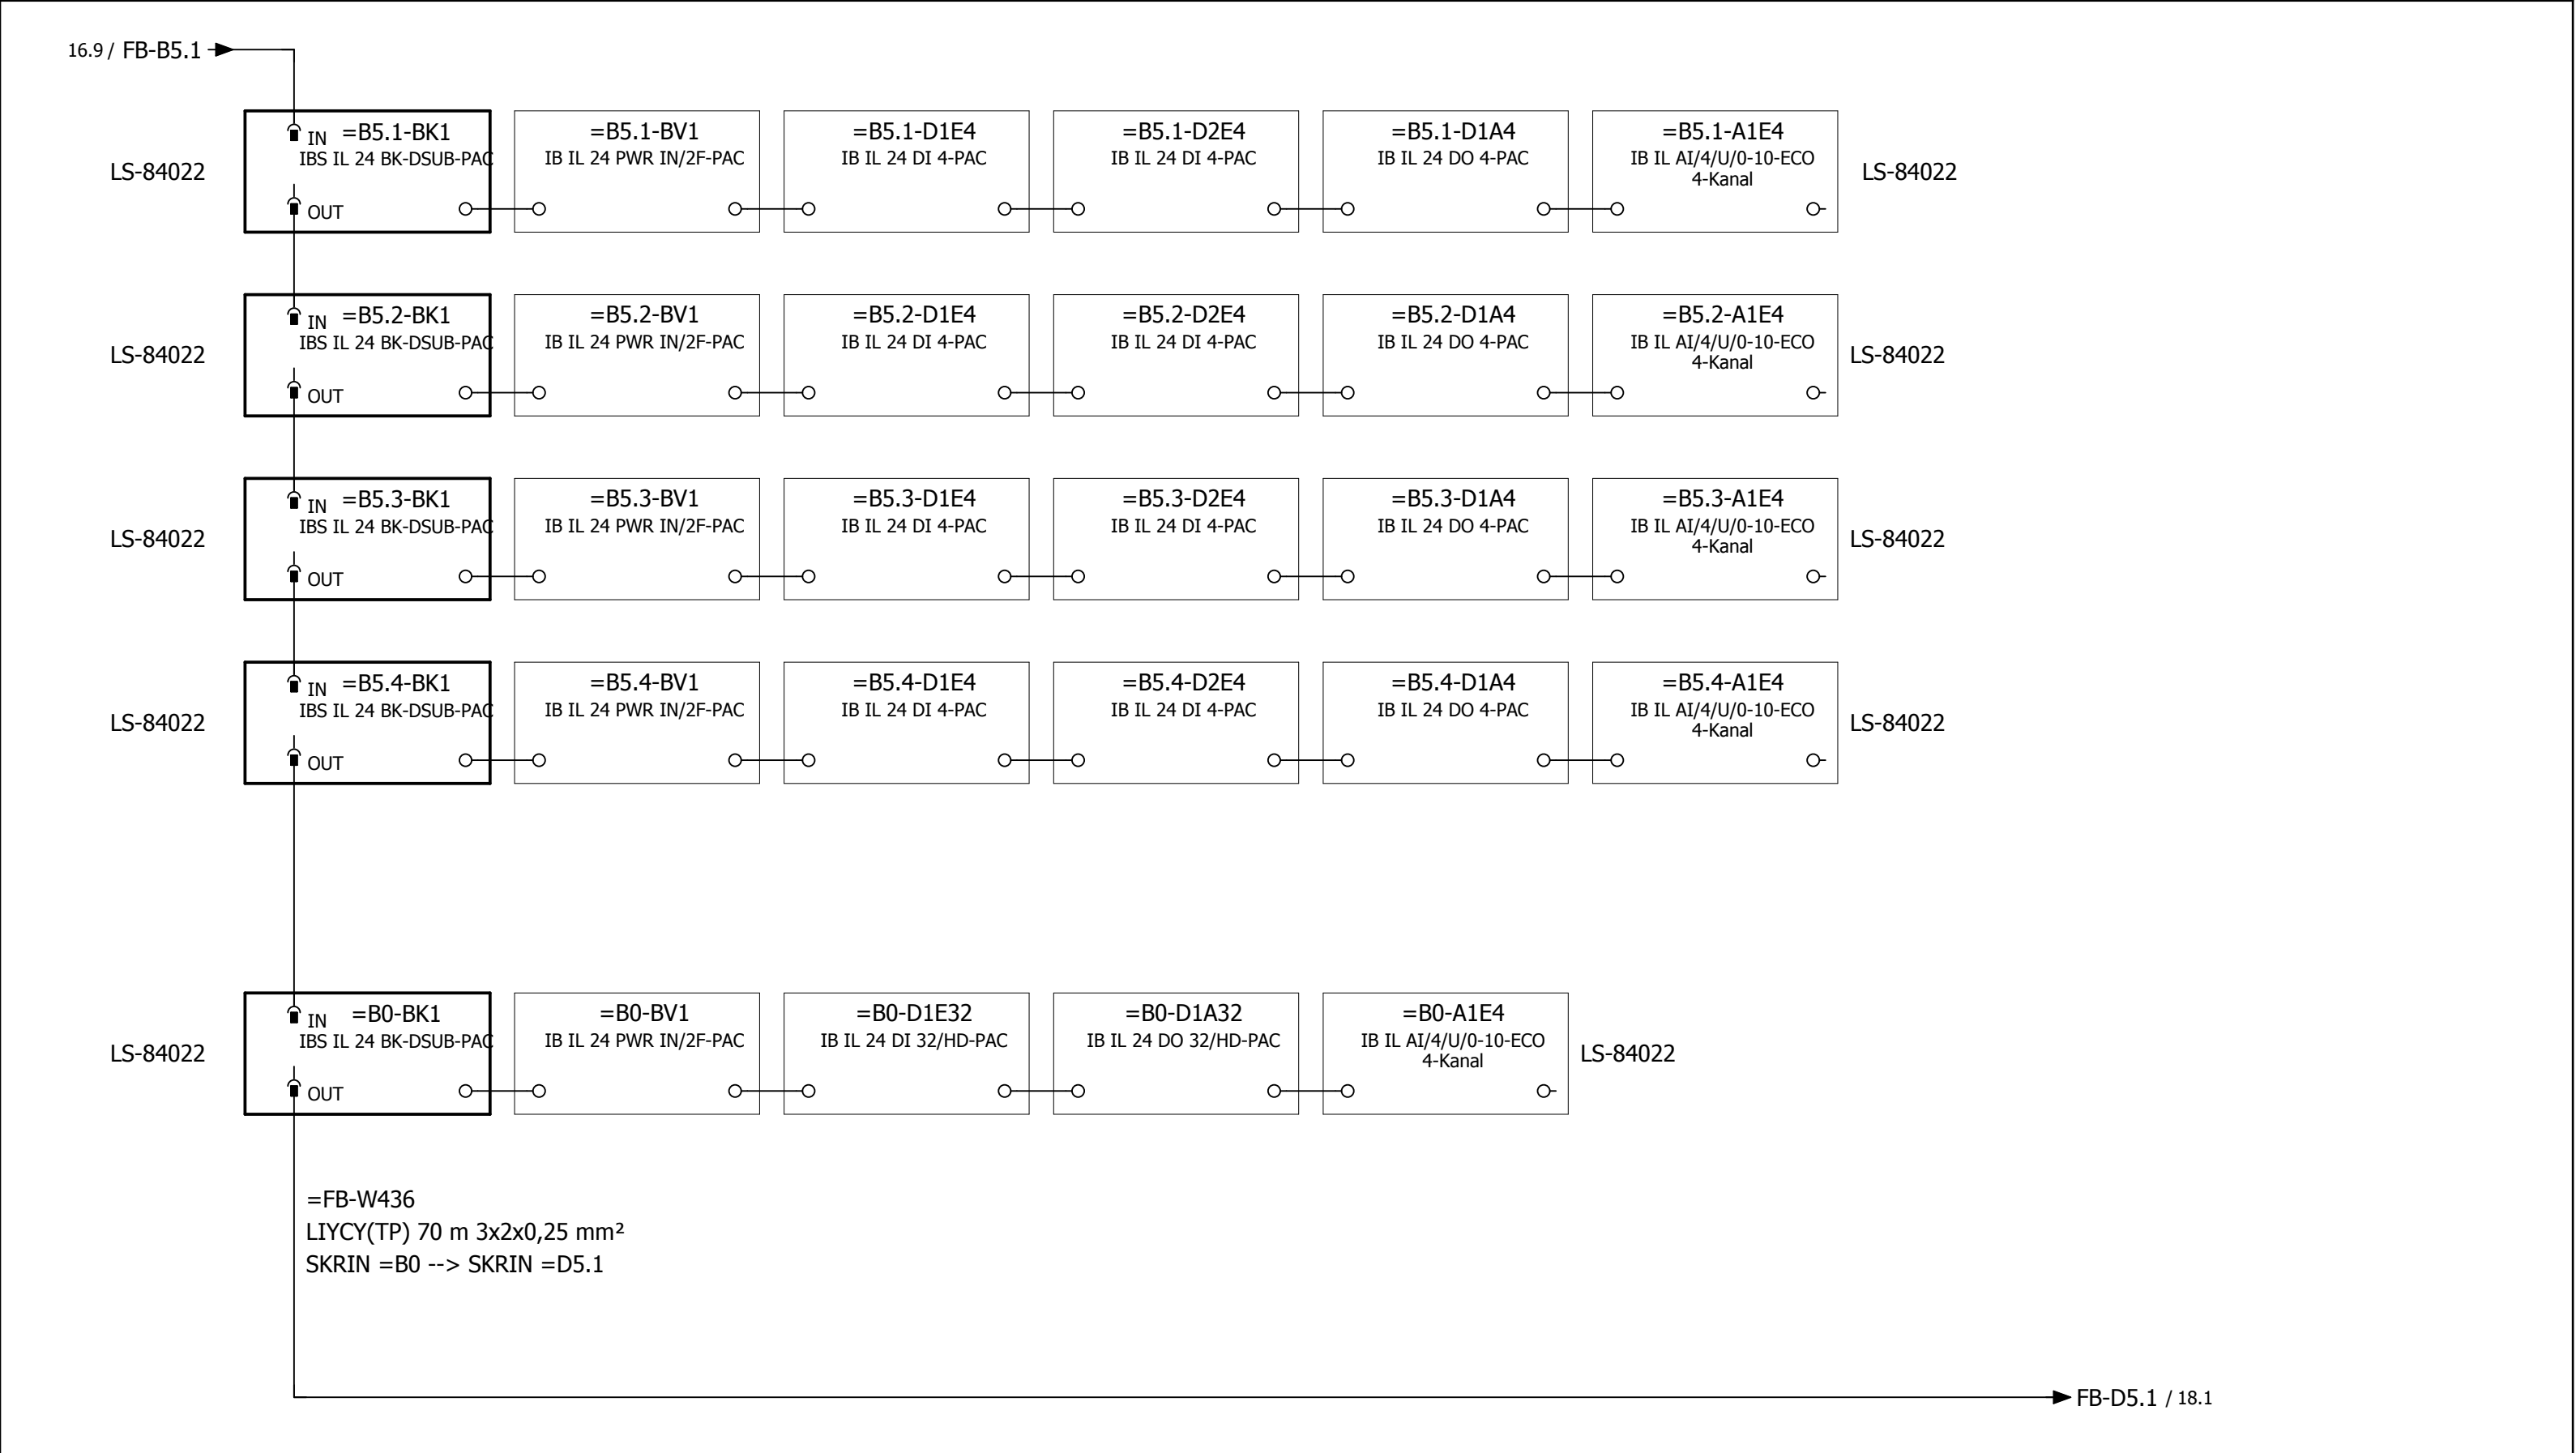 16.9 / FB-B5.1
LS-84022
IN =B5.1-BK1
IBS IL 24 BK-DSUB-PAC
OUT
=B5.1-BV1
IB IL 24 PWR IN/2F-PAC
=B5.1-D1E4
IB IL 24 DI 4-PAC
=B5.1-D2E4
IB IL 24 DI 4-PAC
=B5.1-D1A4
IB IL 24 DO 4-PAC
=B5.1-A1E4
IB IL AI/4/U/0-10-ECO
4-Kanal
LS-84022
LS-84022
IN =B5.2-BK1
IBS IL 24 BK-DSUB-PAC
OUT
=B5.2-BV1
IB IL 24 PWR IN/2F-PAC
=B5.2-D1E4
IB IL 24 DI 4-PAC
=B5.2-D2E4
IB IL 24 DI 4-PAC
=B5.2-D1A4
IB IL 24 DO 4-PAC
=B5.2-A1E4
IB IL AI/4/U/0-10-ECO
4-Kanal
LS-84022
LS-84022
IN =B5.3-BK1
IBS IL 24 BK-DSUB-PAC
OUT
=B5.3-BV1
IB IL 24 PWR IN/2F-PAC
=B5.3-D1E4
IB IL 24 DI 4-PAC
=B5.3-D2E4
IB IL 24 DI 4-PAC
=B5.3-D1A4
IB IL 24 DO 4-PAC
=B5.3-A1E4
IB IL AI/4/U/0-10-ECO
4-Kanal
LS-84022
LS-84022
IN =B5.4-BK1
IBS IL 24 BK-DSUB-PAC
OUT
=B5.4-BV1
IB IL 24 PWR IN/2F-PAC
=B5.4-D1E4
IB IL 24 DI 4-PAC
=B5.4-D2E4
IB IL 24 DI 4-PAC
=B5.4-D1A4
IB IL 24 DO 4-PAC
=B5.4-A1E4
IB IL AI/4/U/0-10-ECO
4-Kanal
LS-84022
LS-84022
IN =B0-BK1
IBS IL 24 BK-DSUB-PAC
OUT
=B0-BV1
IB IL 24 PWR IN/2F-PAC
=B0-D1E32
IB IL 24 DI 32/HD-PAC
=B0-D1A32
IB IL 24 DO 32/HD-PAC
=B0-A1E4
IB IL AI/4/U/0-10-ECO
4-Kanal
LS-84022
=FB-W436
LIYCY(TP) 70 m 3x2x0,25 mm²
SKRIN =B0 --> SKRIN =D5.1
FB-D5.1 / 18.1